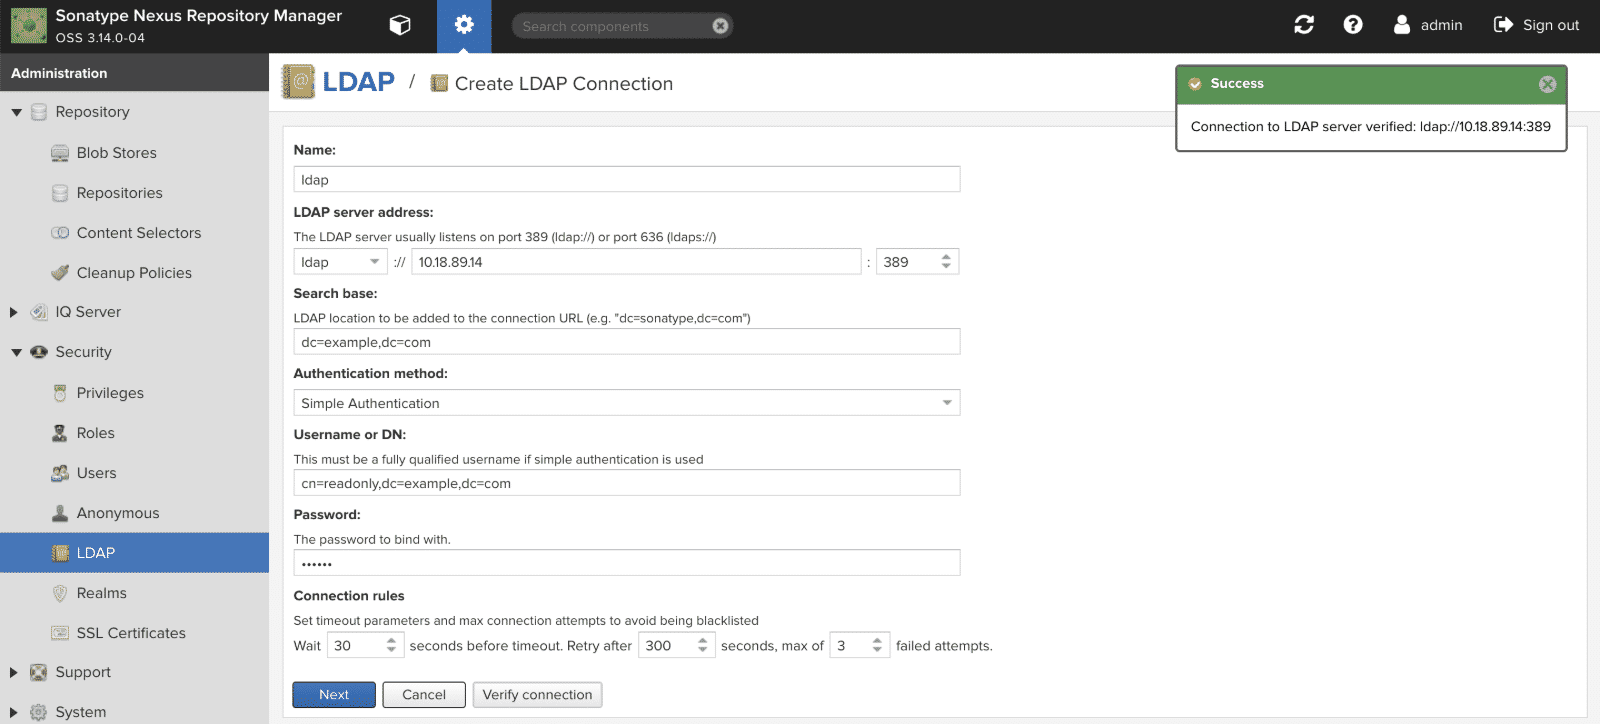 Sonatype Nexus Repository Manager
OSS 3.14.0-04
Search components
admin
Sign out
Administration
Repository
Blob Stores
Repositories
Content Selectors
Cleanup Policies
IQ Server
Security
Privileges
Roles
Users
Anonymous
LDAP
Realms
SSL Certificates
Support
System
LDAP / Create LDAP Connection
Success
Connection to LDAP server verified: ldap://10.18.89.14:389
Name:
ldap
LDAP server address:
The LDAP server usually listens on port 389 (ldap://) or port 636 (ldaps://)
ldap :// 10.18.89.14 : 389
Search base:
LDAP location to be added to the connection URL (e.g. "dc=sonatype,dc=com")
dc=example,dc=com
Authentication method:
Simple Authentication
Username or DN:
This must be a fully qualified username if simple authentication is used
cn=readonly,dc=example,dc=com
Password:
The password to bind with.
••••••
Connection rules
Set timeout parameters and max connection attempts to avoid being blacklisted
Wait 30 seconds before timeout. Retry after 300 seconds, max of 3 failed attempts.
Next Cancel Verify connection